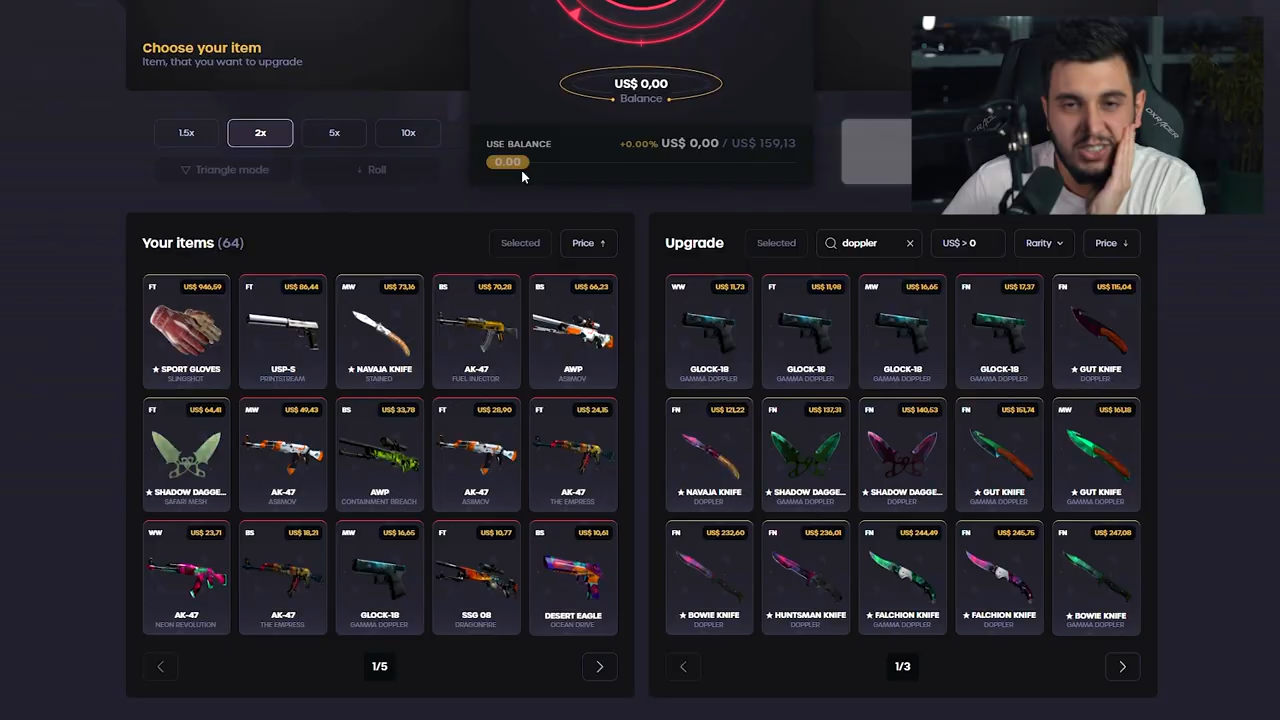 Choose your item
Item, that you want to upgrade
US$ 0,00
Balance
1.5x
2x
5x
10x
Triangle mode
Roll
USE BALANCE
+0.00% US$ 0,00 / US$ 159,13
0.00
DXRACER
Your items (64)
Selected
Price ↑
Upgrade
Selected
doppler
US$ > 0
Rarity
Price ↓
FT US$ 946,59
★ SPORT GLOVES
SLINGSHOT
FT US$ 86,44
USP-S
PRINTSTREAM
MW US$ 73,16
★ NAVAJA KNIFE
STAINED
BS US$ 70,28
AK-47
FUEL INJECTOR
BS US$ 66,23
AWP
ASIIMOV
FT US$ 64,41
★ SHADOW DAGGE...
SAFARI MESH
MW US$ 49,43
AK-47
ASIIMOV
BS US$ 33,78
AWP
CONTAINMENT BREACH
FT US$ 28,90
AK-47
ASIIMOV
FT US$ 24,15
AK-47
THE EMPRESS
WW US$ 23,71
AK-47
NEON REVOLUTION
BS US$ 18,21
AK-47
THE EMPRESS
MW US$ 16,65
GLOCK-18
GAMMA DOPPLER
FT US$ 10,77
SSG 08
DRAGONFIRE
BS US$ 10,61
DESERT EAGLE
OCEAN DRIVE
1/5
WW US$ 11,73
GLOCK-18
GAMMA DOPPLER
FT US$ 11,98
GLOCK-18
GAMMA DOPPLER
MW US$ 16,65
GLOCK-18
GAMMA DOPPLER
FN US$ 17,37
GLOCK-18
GAMMA DOPPLER
FN US$ 115,04
★ GUT KNIFE
DOPPLER
FN US$ 121,22
★ NAVAJA KNIFE
DOPPLER
FN US$ 137,31
★ SHADOW DAGGE...
GAMMA DOPPLER
FN US$ 140,53
★ SHADOW DAGGE...
DOPPLER
FN US$ 151,74
★ GUT KNIFE
GAMMA DOPPLER
MW US$ 161,18
★ GUT KNIFE
GAMMA DOPPLER
FN US$ 232,60
★ BOWIE KNIFE
DOPPLER
FN US$ 236,01
★ HUNTSMAN KNIFE
DOPPLER
FN US$ 244,49
★ FALCHION KNIFE
GAMMA DOPPLER
FN US$ 245,75
★ FALCHION KNIFE
DOPPLER
FN US$ 247,08
★ BOWIE KNIFE
GAMMA DOPPLER
1/3